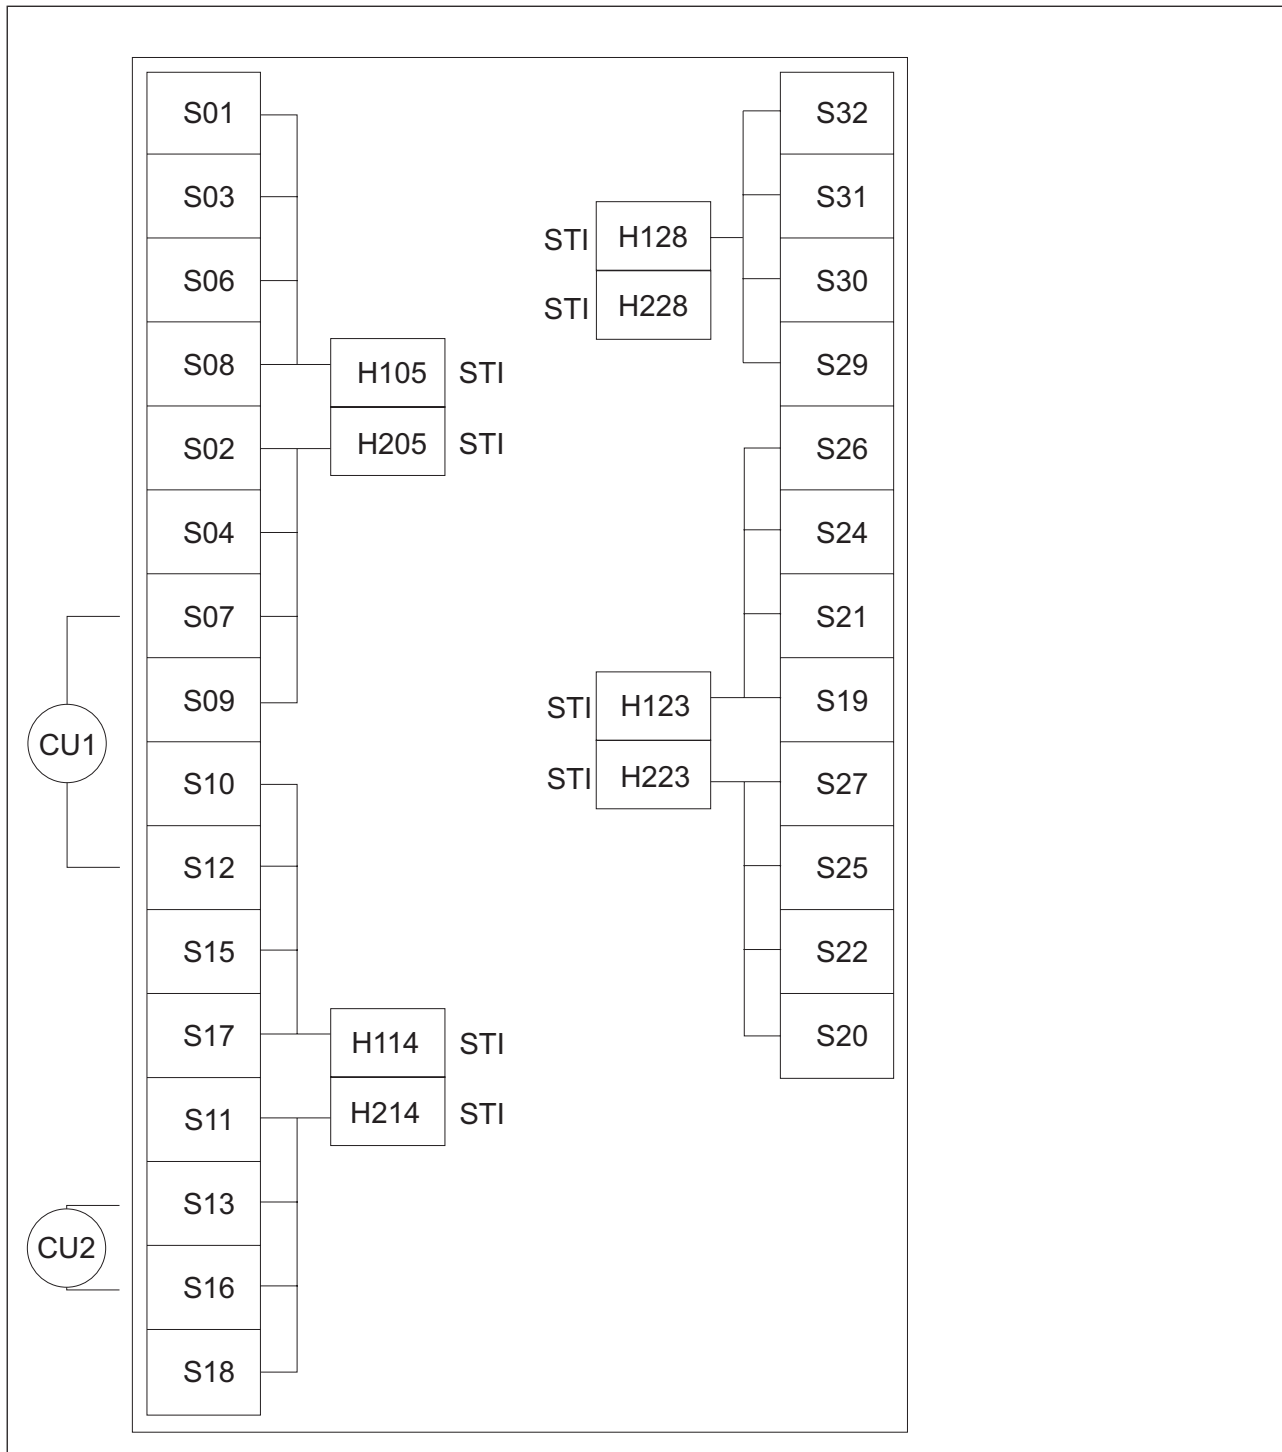 S01
S03
S06
S08
S02
S04
S07
S09
S10
S12
S15
S17
S11
S13
S16
S18
CU1
CU2
H105 STI
H205 STI
H114 STI
H214 STI
STI H128
STI H228
STI H123
STI H223
S32
S31
S30
S29
S26
S24
S21
S19
S27
S25
S22
S20